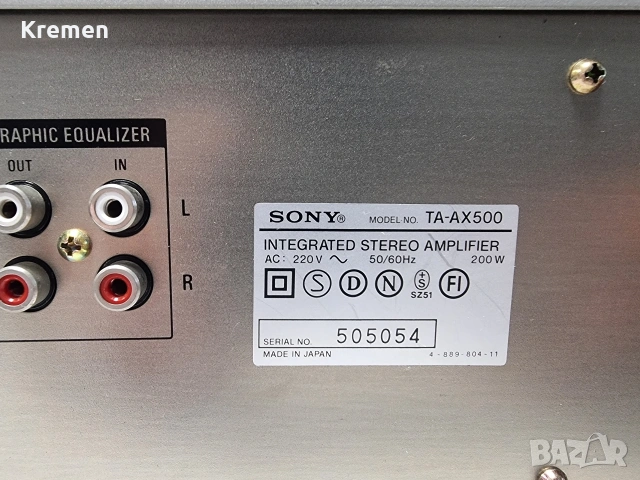 Kremen
RAPHIC EQUALIZER
OUT IN
L
R
SONY® MODEL NO. TA-AX500
INTEGRATED STEREO AMPLIFIER
AC: 220V ~ 50/60Hz 200W
S D N +S FI
SZ51
SERIAL NO. 505054
MADE IN JAPAN 4-889-804-11
BAZAR